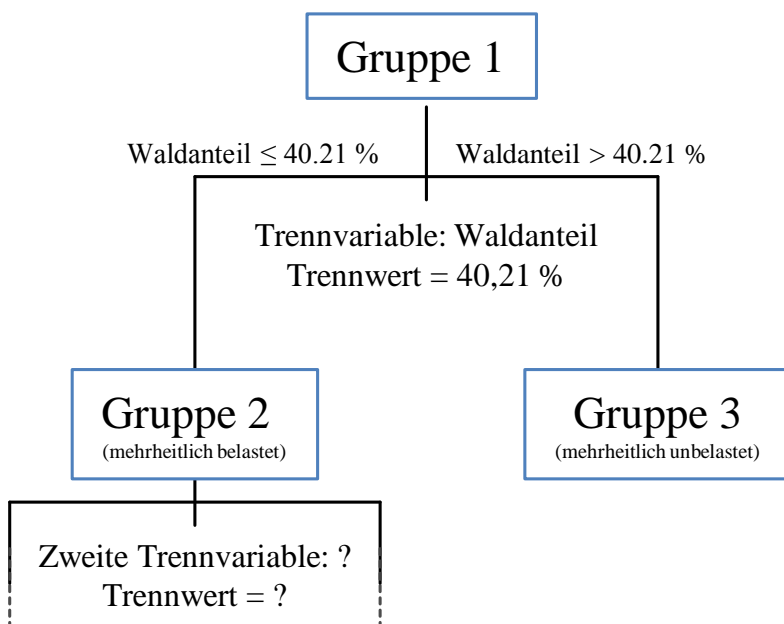 Gruppe 1
Waldanteil ≤ 40.21 %
Waldanteil > 40.21 %
Trennvariable: Waldanteil
Trennwert = 40,21 %
Gruppe 2
(mehrheitlich belastet)
Gruppe 3
(mehrheitlich unbelastet)
Zweite Trennvariable: ?
Trennwert = ?